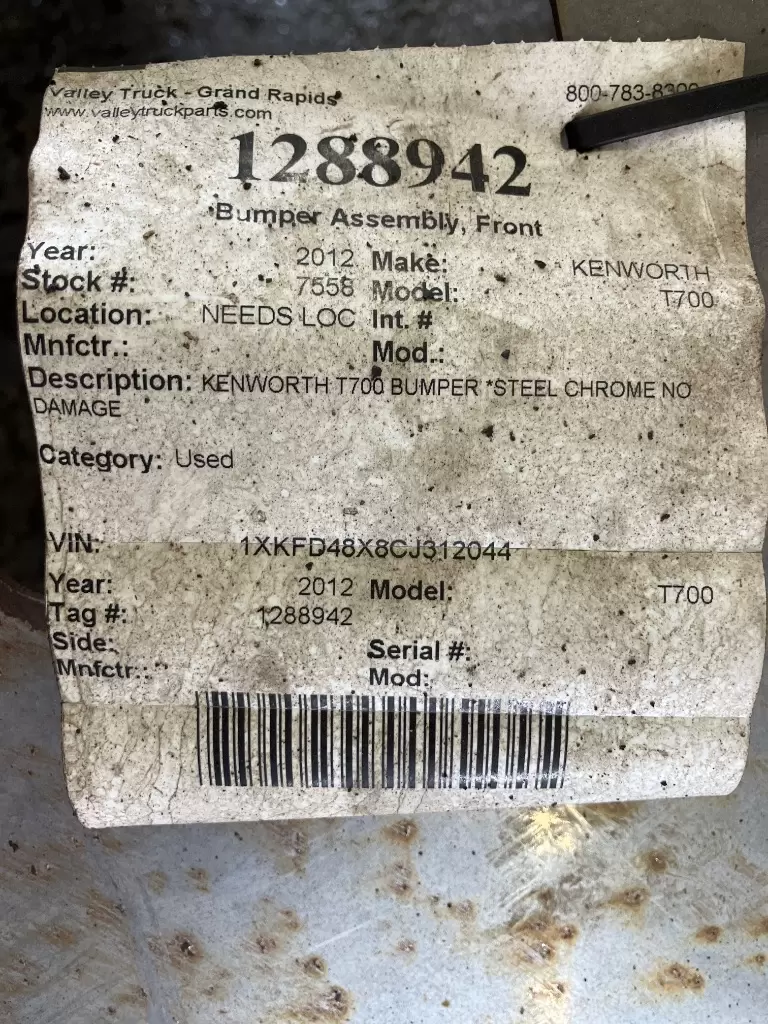 Valley Truck - Grand Rapids 800-783-8300
www.valleytruckparts.com
1288942
Bumper Assembly, Front
Year: 2012 Make: KENWORTH
Stock #: 7558 Model: T700
Location: NEEDS LOC Int. #
Mnfctr.: Mod.:
Description: KENWORTH T700 BUMPER *STEEL CHROME NO
DAMAGE
Category: Used
VIN: 1XKFD48X8CJ312044
Year: 2012 Model: T700
Tag #: 1288942
Side: Serial #:
Mnfctr.: Mod: